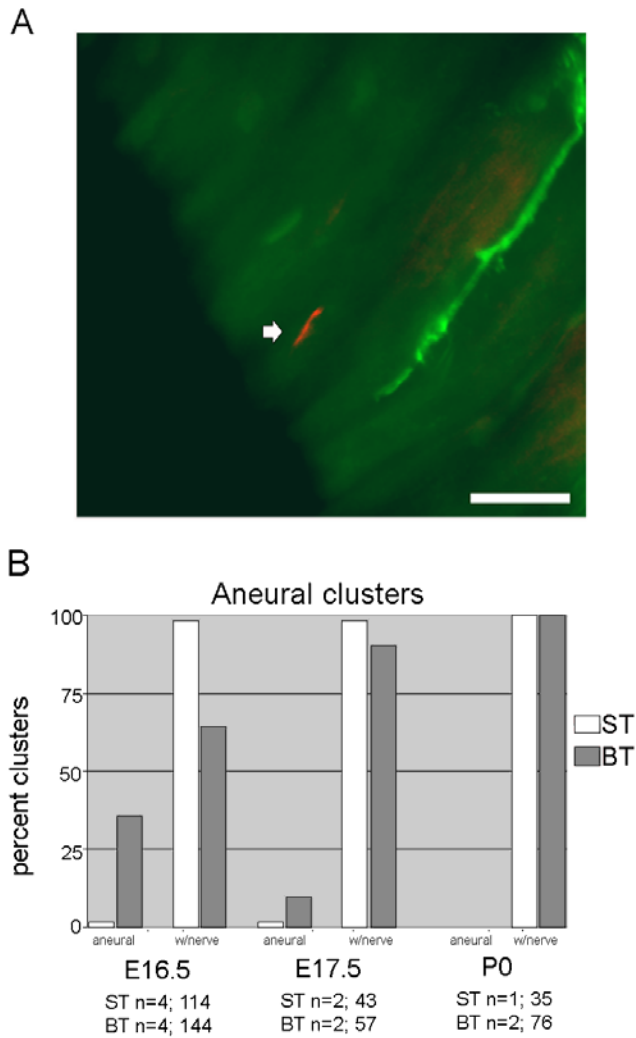 A
B
Aneural clusters
100
75
50
25
0
percent clusters
ST
BT
aneural w/nerve aneural w/nerve aneural w/nerve
E16.5 E17.5 P0
ST n=4; 114 ST n=2; 43 ST n=1; 35
BT n=4; 144 BT n=2; 57 BT n=2; 76